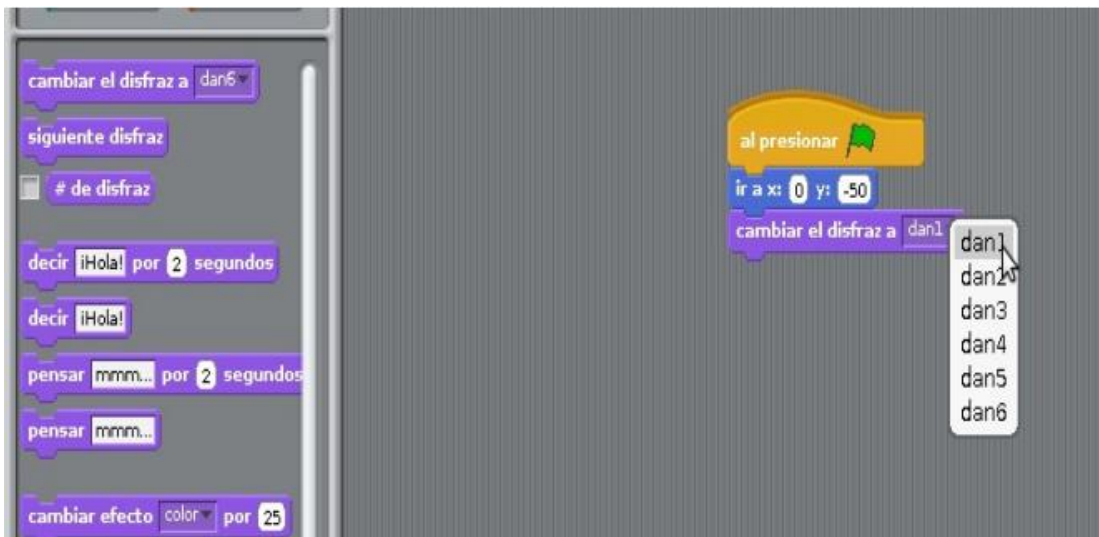 cambiar el disfraz a dan6
siguiente disfraz
# de disfraz
decir ¡Hola! por 2 segundos
decir ¡Hola!
pensar mmm... por 2 segundos
pensar mmm...
cambiar efecto color por 25
al presionar
ir a x: 0 y: -50
cambiar el disfraz a dan1
dan1
dan2
dan3
dan4
dan5
dan6